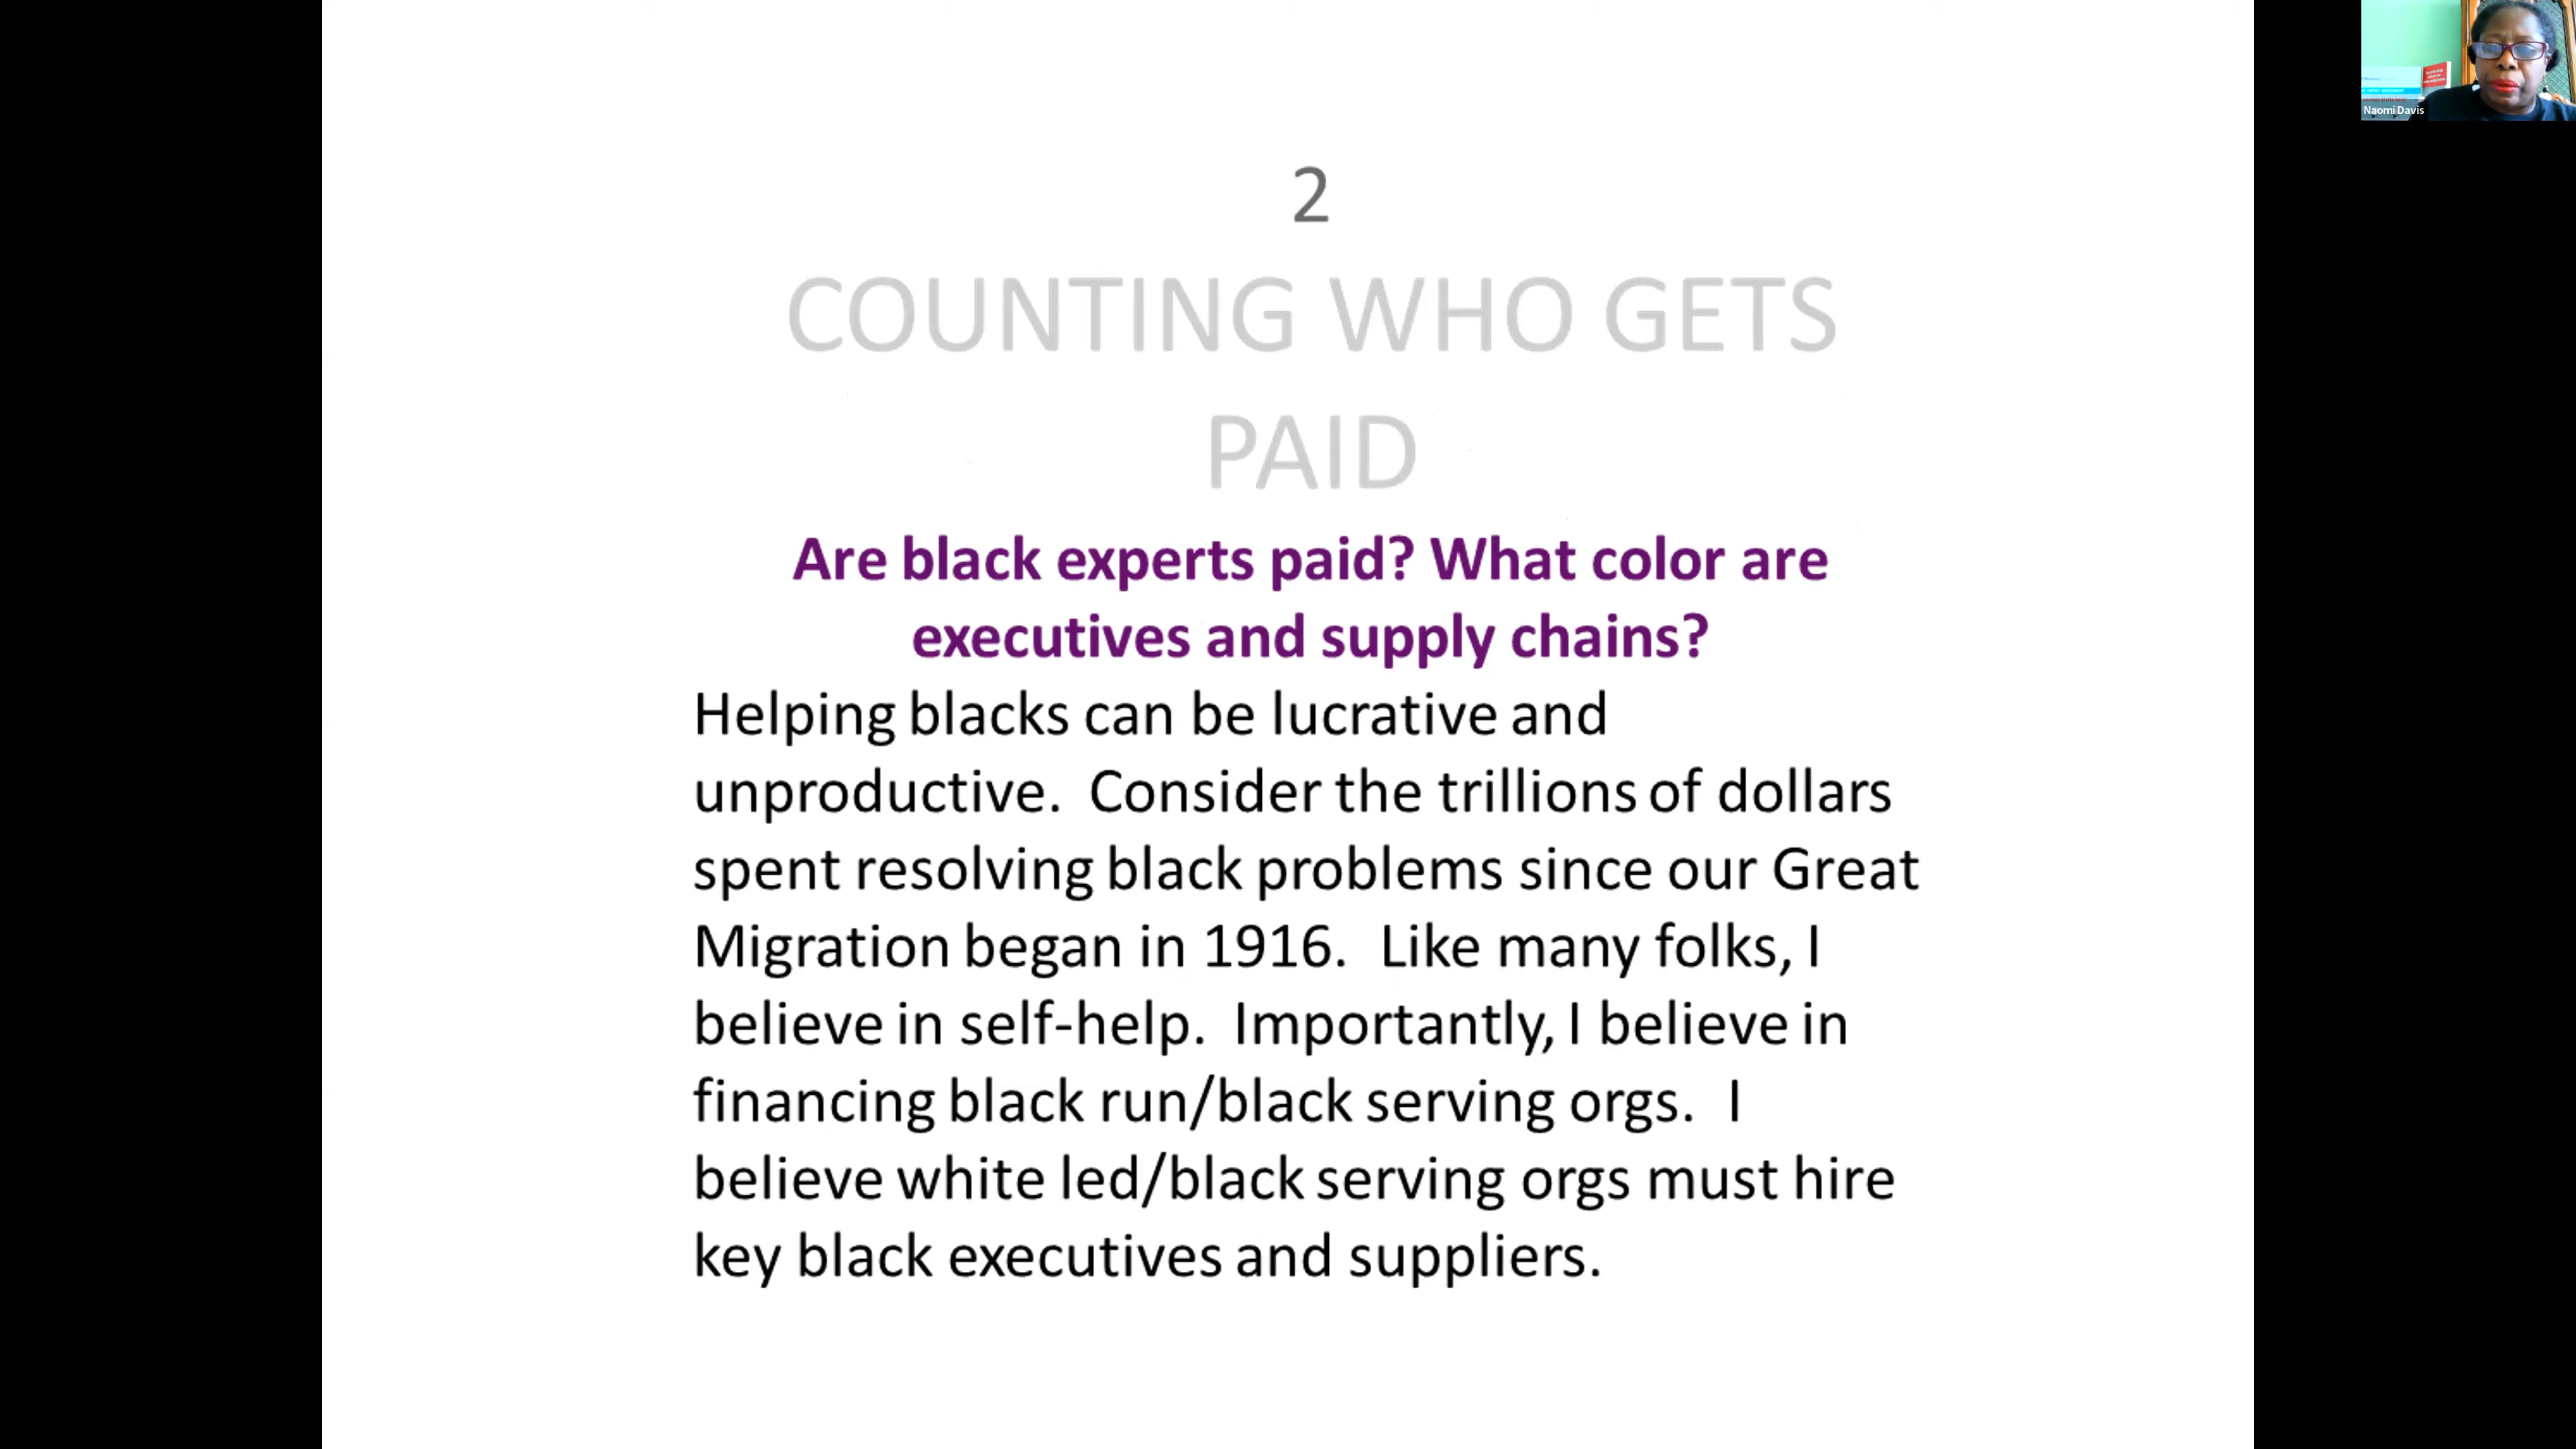 2
COUNTING WHO GETS
PAID
Are black experts paid? What color are
executives and supply chains?
Helping blacks can be lucrative and
unproductive.  Consider the trillions of dollars
spent resolving black problems since our Great
Migration began in 1916.  Like many folks, I
believe in self-help.  Importantly, I believe in
financing black run/black serving orgs.  I
believe white led/black serving orgs must hire
key black executives and suppliers.
Naomi Davis